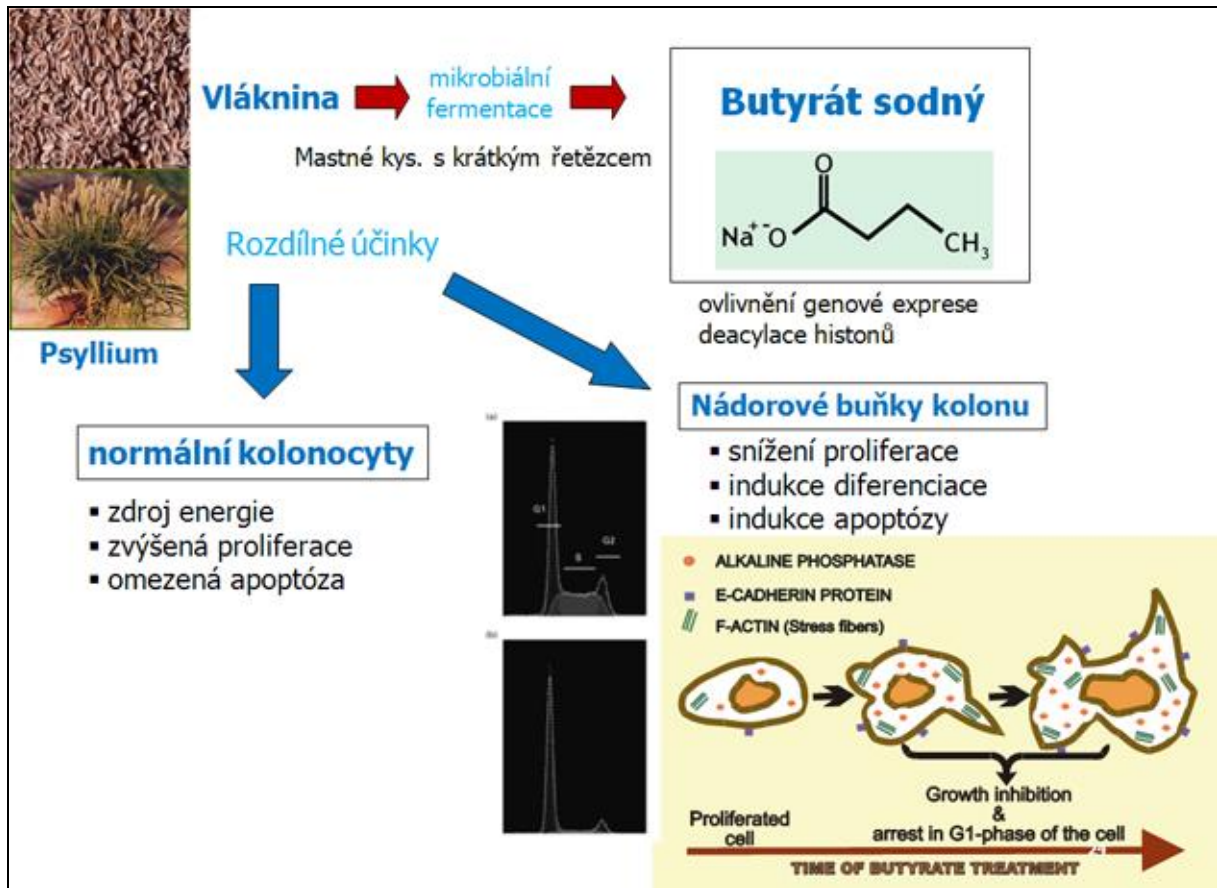 Vláknina
mikrobiální
fermentace
Mastné kys. s krátkým řetězcem
Butyrát sodný
O
Na+-O
CH3
ovlivnění genové exprese
deacylace histonů
Rozdílné účinky
Psyllium
normální kolonocyty
▪ zdroj energie
▪ zvýšená proliferace
▪ omezená apoptóza
Nádorové buňky kolonu
▪ snížení proliferace
▪ indukce diferenciace
▪ indukce apoptózy
(a)
G1
S
G2
(b)
ALKALINE PHOSPHATASE
E-CADHERIN PROTEIN
F-ACTIN (Stress fibers)
Growth inhibition
&
arrest in G1-phase of the cell
Proliferated
cell
24
TIME OF BUTYRATE TREATMENT